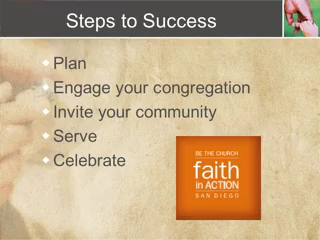 Steps to Success
Plan
Engage your congregation
Invite your community
Serve
Celebrate
BE THE CHURCH
faith
in ACTION
SAN DIEGO